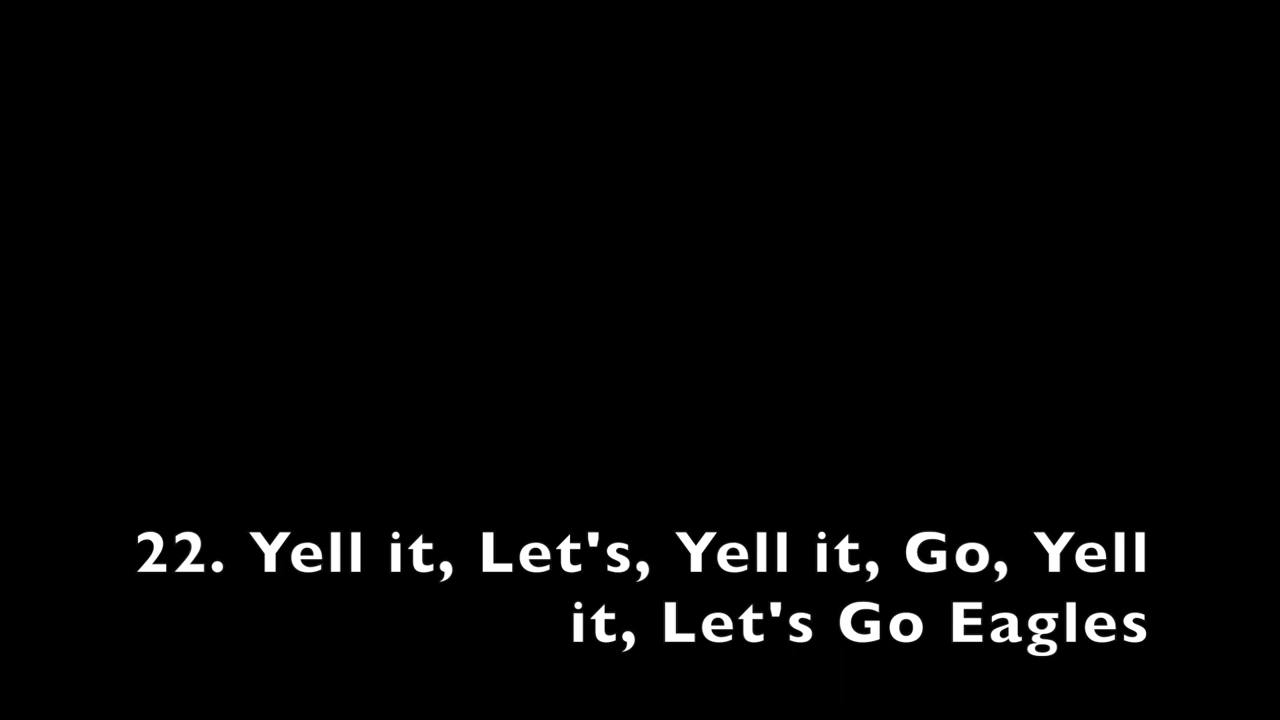 22. Yell it, Let's, Yell it, Go, Yell
it, Let's Go Eagles